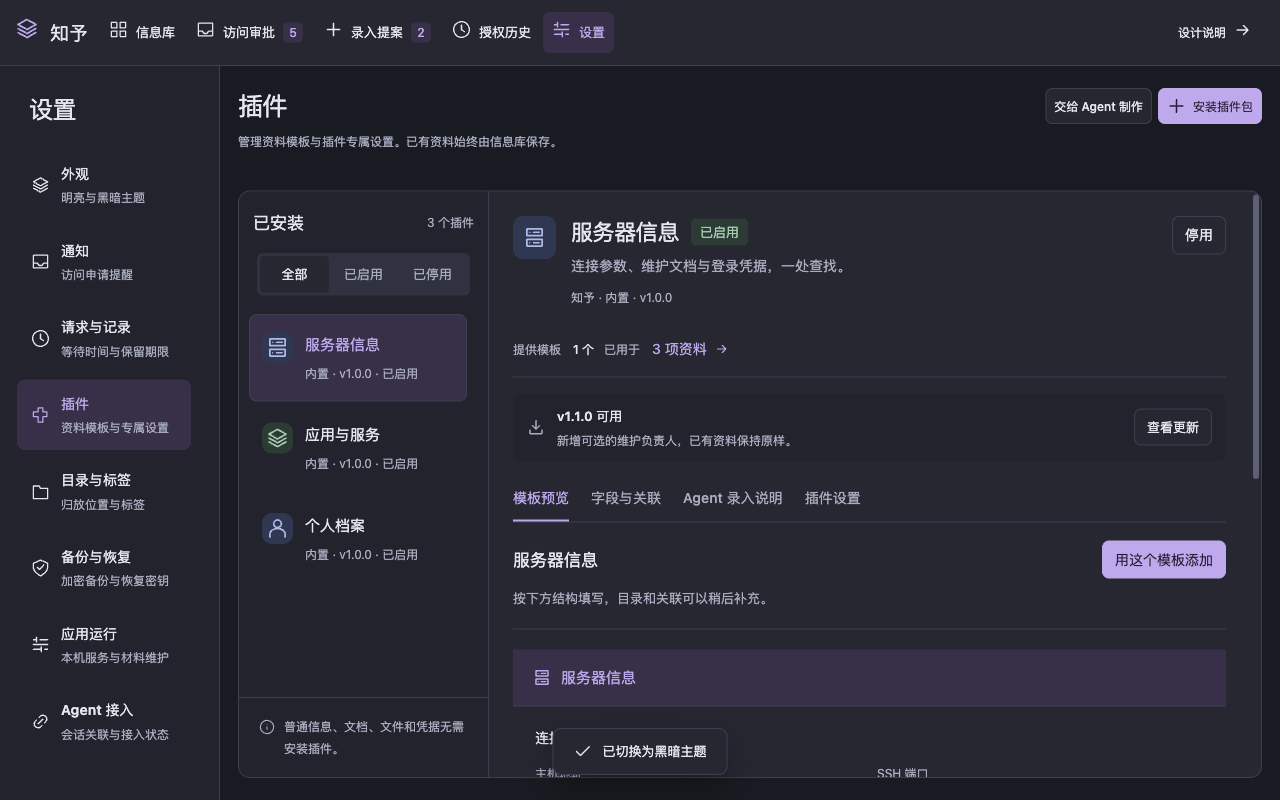 知予
信息库
访问审批 5
录入提案 2
授权历史
设置
设计说明
设置
外观
明亮与黑暗主题
通知
访问申请提醒
请求与记录
等待时间与保留期限
插件
资料模板与专属设置
目录与标签
归放位置与标签
备份与恢复
加密备份与恢复密钥
应用运行
本机服务与材料维护
Agent 接入
会话关联与接入状态
插件
管理资料模板与插件专属设置。已有资料始终由信息库保存。
交给 Agent 制作
安装插件包
已安装
3 个插件
全部
已启用
已停用
服务器信息
内置 · v1.0.0 · 已启用
应用与服务
内置 · v1.0.0 · 已启用
个人档案
内置 · v1.0.0 · 已启用
普通信息、文档、文件和凭据无需
安装插件。
服务器信息
已启用
停用
连接参数、维护文档与登录凭据，一处查找。
知予 · 内置 · v1.0.0
提供模板 1 个 已用于 3 项资料
v1.1.0 可用
新增可选的维护负责人，已有资料保持原样。
查看更新
模板预览
字段与关联
Agent 录入说明
插件设置
服务器信息
用这个模板添加
按下方结构填写，目录和关联可以稍后补充。
服务器信息
SSH 端口
已切换为黑暗主题